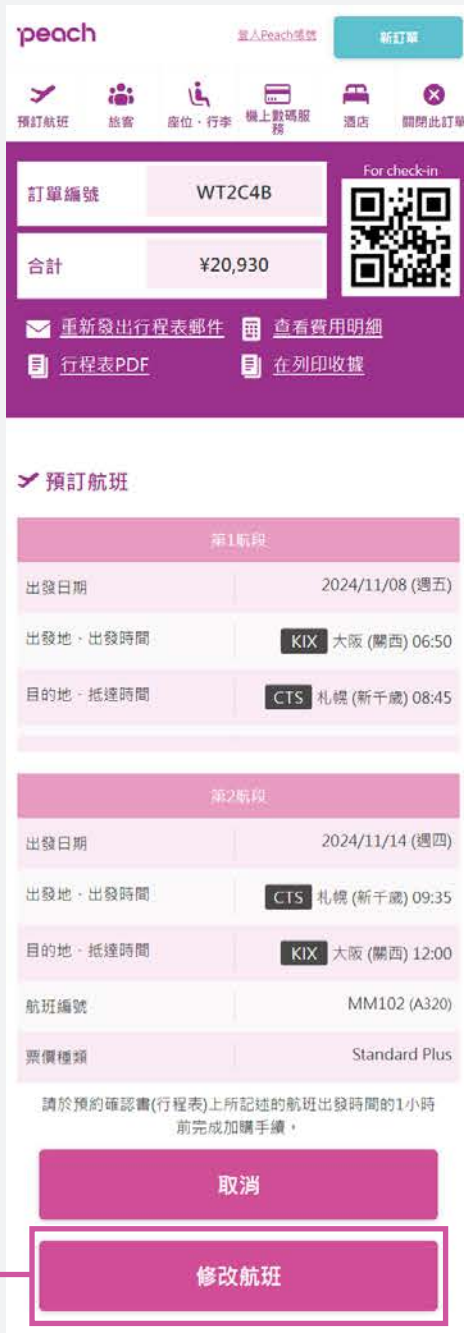 peach
登入Peach帳號
新訂單
預訂航班
旅客
座位・行李
機上數碼服
務
酒店
關閉此訂單
訂單編號
WT2C4B
For check-in
合計
¥20,930
重新發出行程表郵件
查看費用明細
行程表PDF
在列印收據
預訂航班
第1航段
出發日期
2024/11/08 (週五)
出發地・出發時間
KIX 大阪 (關西) 06:50
目的地・抵達時間
CTS 札幌 (新千歲) 08:45
第2航段
出發日期
2024/11/14 (週四)
出發地・出發時間
CTS 札幌 (新千歲) 09:35
目的地・抵達時間
KIX 大阪 (關西) 12:00
航班編號
MM102 (A320)
票價種類
Standard Plus
請於預約確認書(行程表)上所記述的航班出發時間的1小時
前完成加購手續。
取消
修改航班